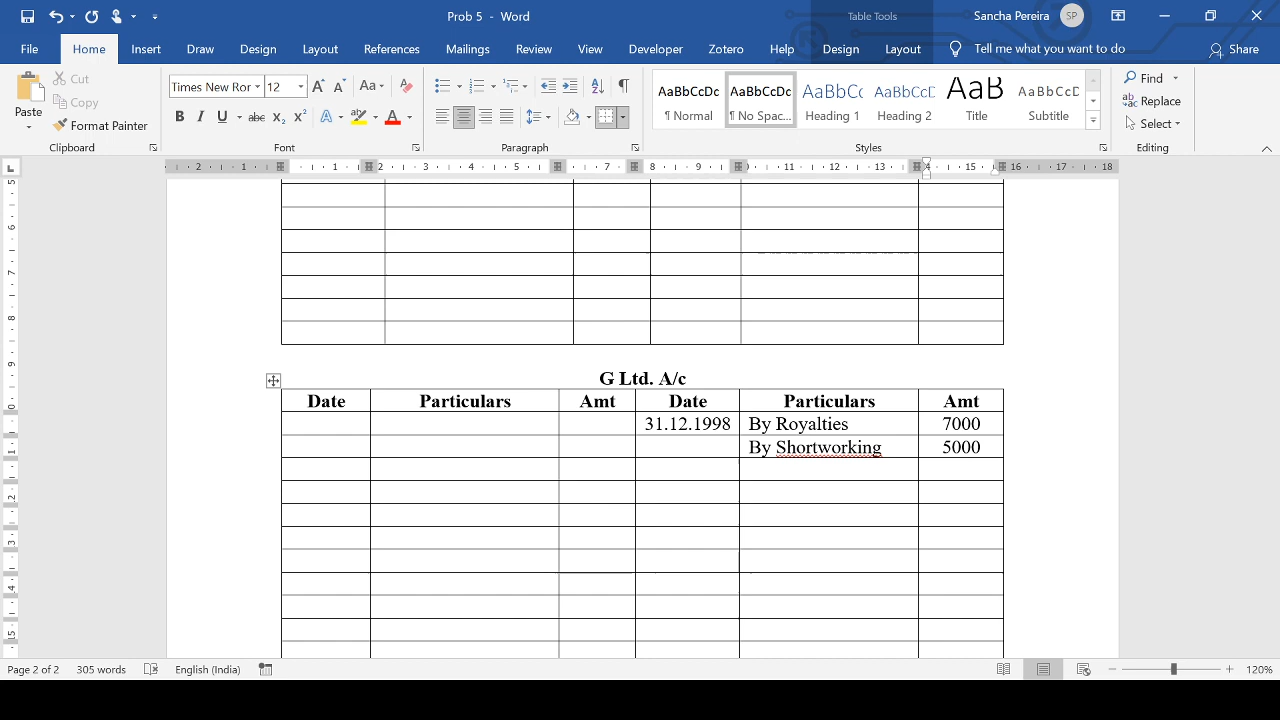 Prob 5 - Word
Table Tools
Sancha Pereira
SP
File
Home
Insert
Draw
Design
Layout
References
Mailings
Review
View
Developer
Zotero
Help
Design
Layout
Tell me what you want to do
Share
Paste
Cut
Copy
Format Painter
Clipboard
Times New Ror
12
Font
Paragraph
AaBbCcDc
¶ Normal
AaBbCcDc
¶ No Spac...
AaBbCc
Heading 1
AaBbCcD
Heading 2
AaB
Title
AaBbCcD
Subtitle
Styles
Find
Replace
Select
Editing
G Ltd. A/c
Date Particulars Amt Date Particulars Amt
31.12.1998 By Royalties 7000
By Shortworking 5000
Page 2 of 2
305 words
English (India)
120%